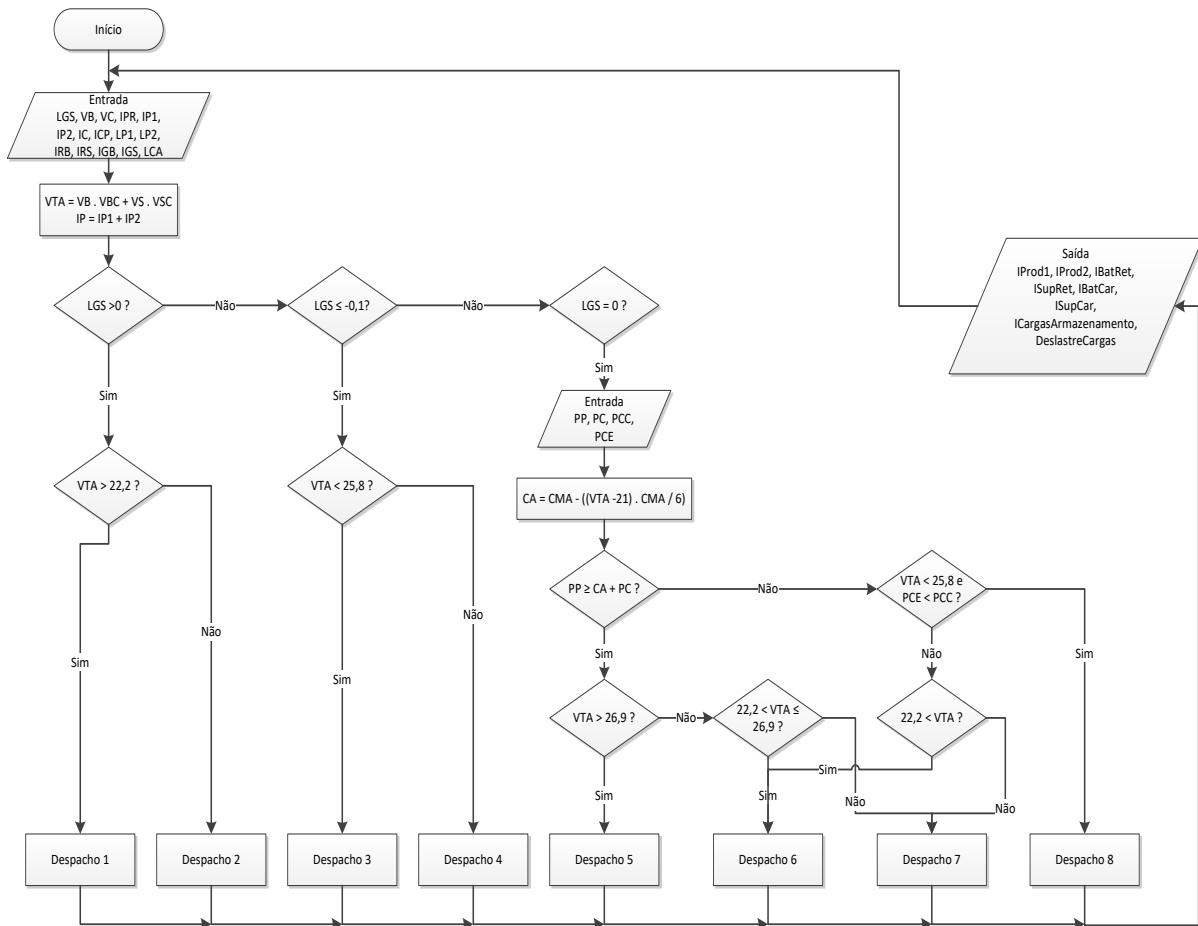 Início
Entrada
LGS, VB, VC, IPR, IP1,
IP2, IC, ICP, LP1, LP2,
IRB, IRS, IGB, IGS, LCA
VTA = VB . VBC + VS . VSC
IP = IP1 + IP2
Saída
IProd1, IProd2, IBatRet,
ISupRet, IBatCar,
ISupCar,
ICargasArmazenamento,
DeslastreCargas
LGS >0 ?
Não
LGS ≤ -0,1?
Não
LGS = 0 ?
Sim
Sim
Sim
Entrada
PP, PC, PCC,
PCE
VTA > 22,2 ?
VTA < 25,8 ?
CA = CMA - ((VTA -21) . CMA / 6)
PP ≥ CA + PC ?
Não
VTA < 25,8 e
PCE < PCC ?
Não
Não
Sim
Sim
Sim
Não
Sim
VTA > 26,9 ?
Não
22,2 < VTA ≤
26,9 ?
22,2 < VTA ?
Sim
Sim
Sim
Não
Não
Despacho 1
Despacho 2
Despacho 3
Despacho 4
Despacho 5
Despacho 6
Despacho 7
Despacho 8